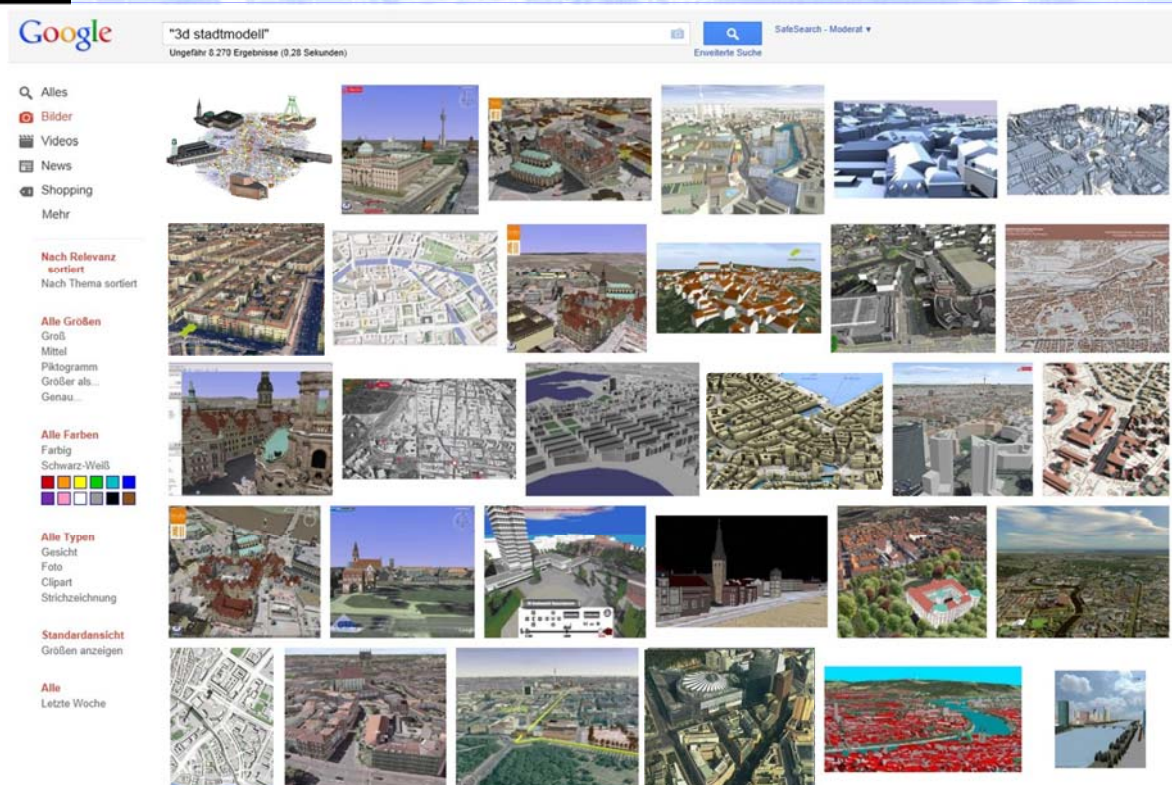 Google
"3d stadtmodell"
Ungefähr 8.270 Ergebnisse (0,28 Sekunden)
Erweiterte Suche
SafeSearch - Moderat ▼
Alles
Bilder
Videos
News
Shopping
Mehr
Nach Relevanz
sortiert
Nach Thema sortiert
Alle Größen
Groß
Mittel
Piktogramm
Größer als...
Genau...
Alle Farben
Farbig
Schwarz-Weiß
Alle Typen
Gesicht
Foto
Clipart
Strichzeichnung
Standardansicht
Größen anzeigen
Alle
Letzte Woche